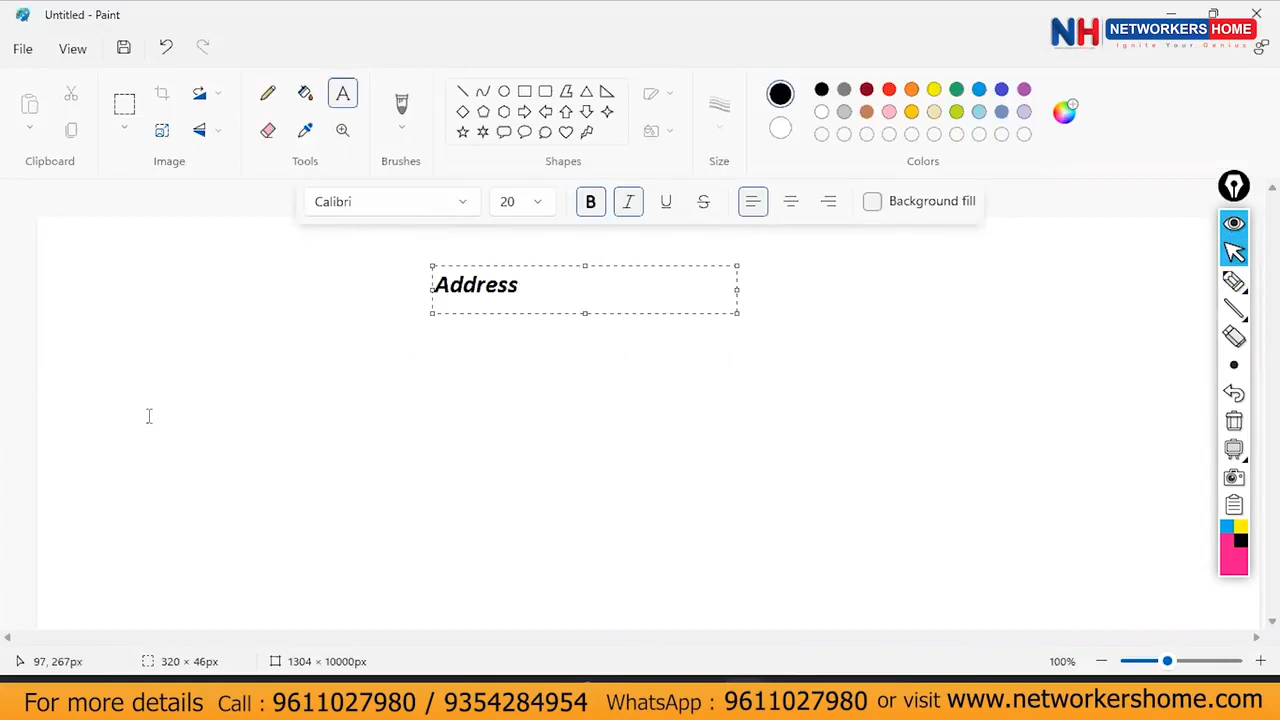 Untitled - Paint
NH NETWORKERS HOME
Ignite Your Genius
File View
Clipboard Image Tools Brushes Shapes Size Colors
Calibri 20 B I U S Background fill
Address
97, 267px 320 × 46px 1304 × 10000px 100%
For more details Call : 9611027980 / 9354284954 WhatsApp : 9611027980 or visit www.networkershome.com